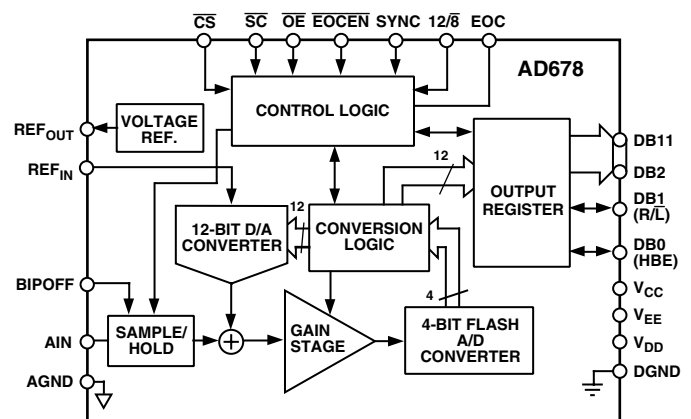 CS SC OE EOCEN SYNC 12/8 EOC
AD678
CONTROL LOGIC
VOLTAGE
REF.
REFOUT
REFIN
12
12
DB11
DB2
DB1
(R/L)
DB0
(HBE)
OUTPUT
REGISTER
12-BIT D/A
CONVERTER
CONVERSION
LOGIC
BIPOFF
VCC
VEE
VDD
DGND
4
SAMPLE/
HOLD
+
GAIN
STAGE
4-BIT FLASH
A/D
CONVERTER
AIN
AGND